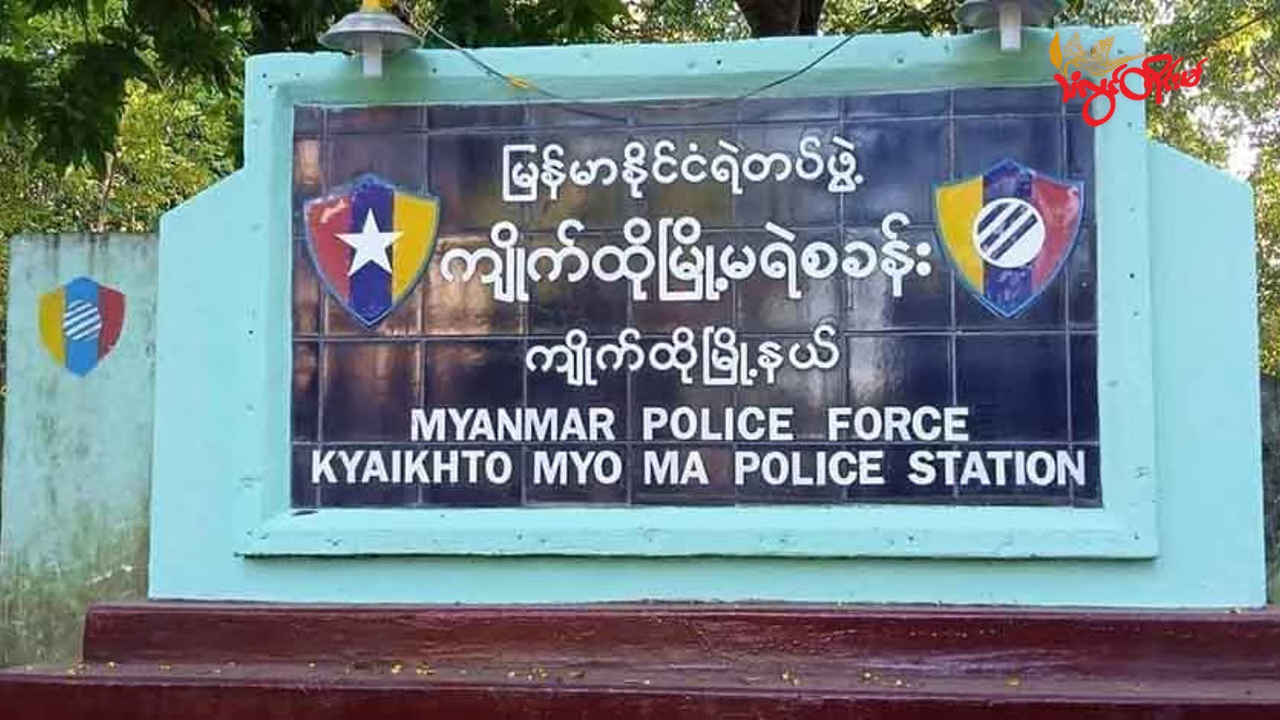 မြန်မာနိုင်ငံရဲတပ်ဖွဲ့
ကျိုက်ထိုမြို့မရဲစခန်း
ကျိုက်ထိုမြို့နယ်
MYANMAR POLICE FORCE
KYAIKHTO MYO MA POLICE STATION